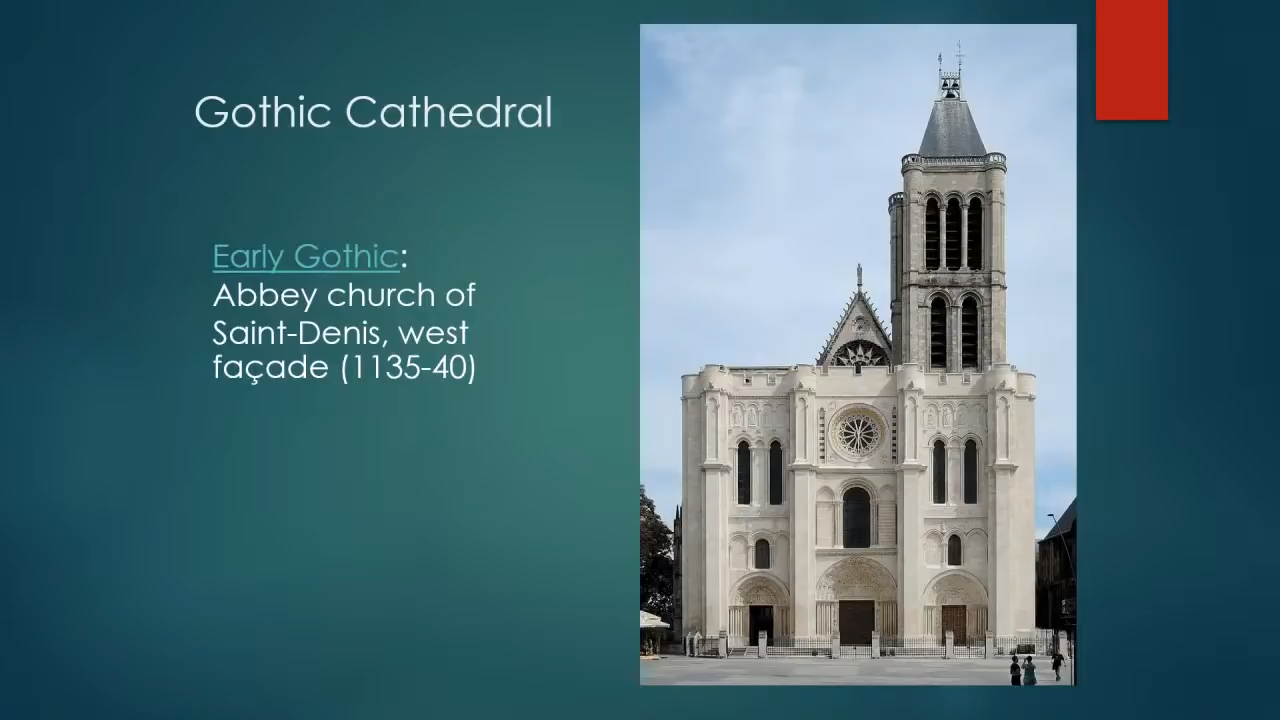 Gothic Cathedral
Early Gothic:
Abbey church of
Saint-Denis, west
façade (1135-40)